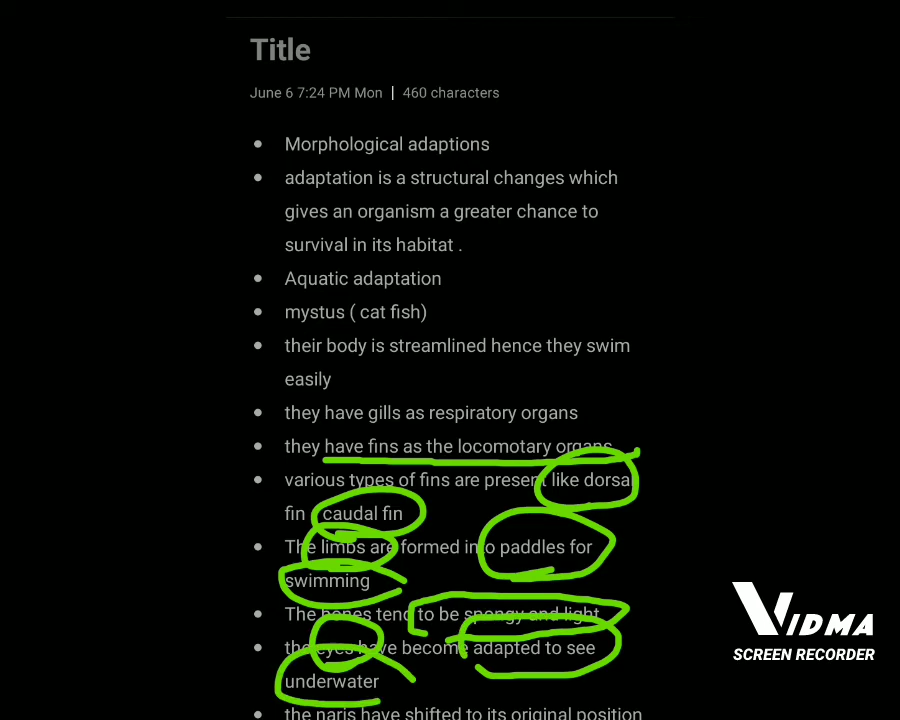 Title
June 6 7:24 PM Mon | 460 characters
• Morphological adaptions
• adaptation is a structural changes which
gives an organism a greater chance to
survival in its habitat .
• Aquatic adaptation
• mystus ( cat fish)
• their body is streamlined hence they swim
easily
• they have gills as respiratory organs
• they have fins as the locomotary organs
• various types of fins are present like dorsal
fin caudal fin
• The limbs are formed into paddles for
swimming
• The bones tend to be spongy and light
• the eyes have become adapted to see
underwater
• the naris have shifted to its original position
VIDMA
SCREEN RECORDER